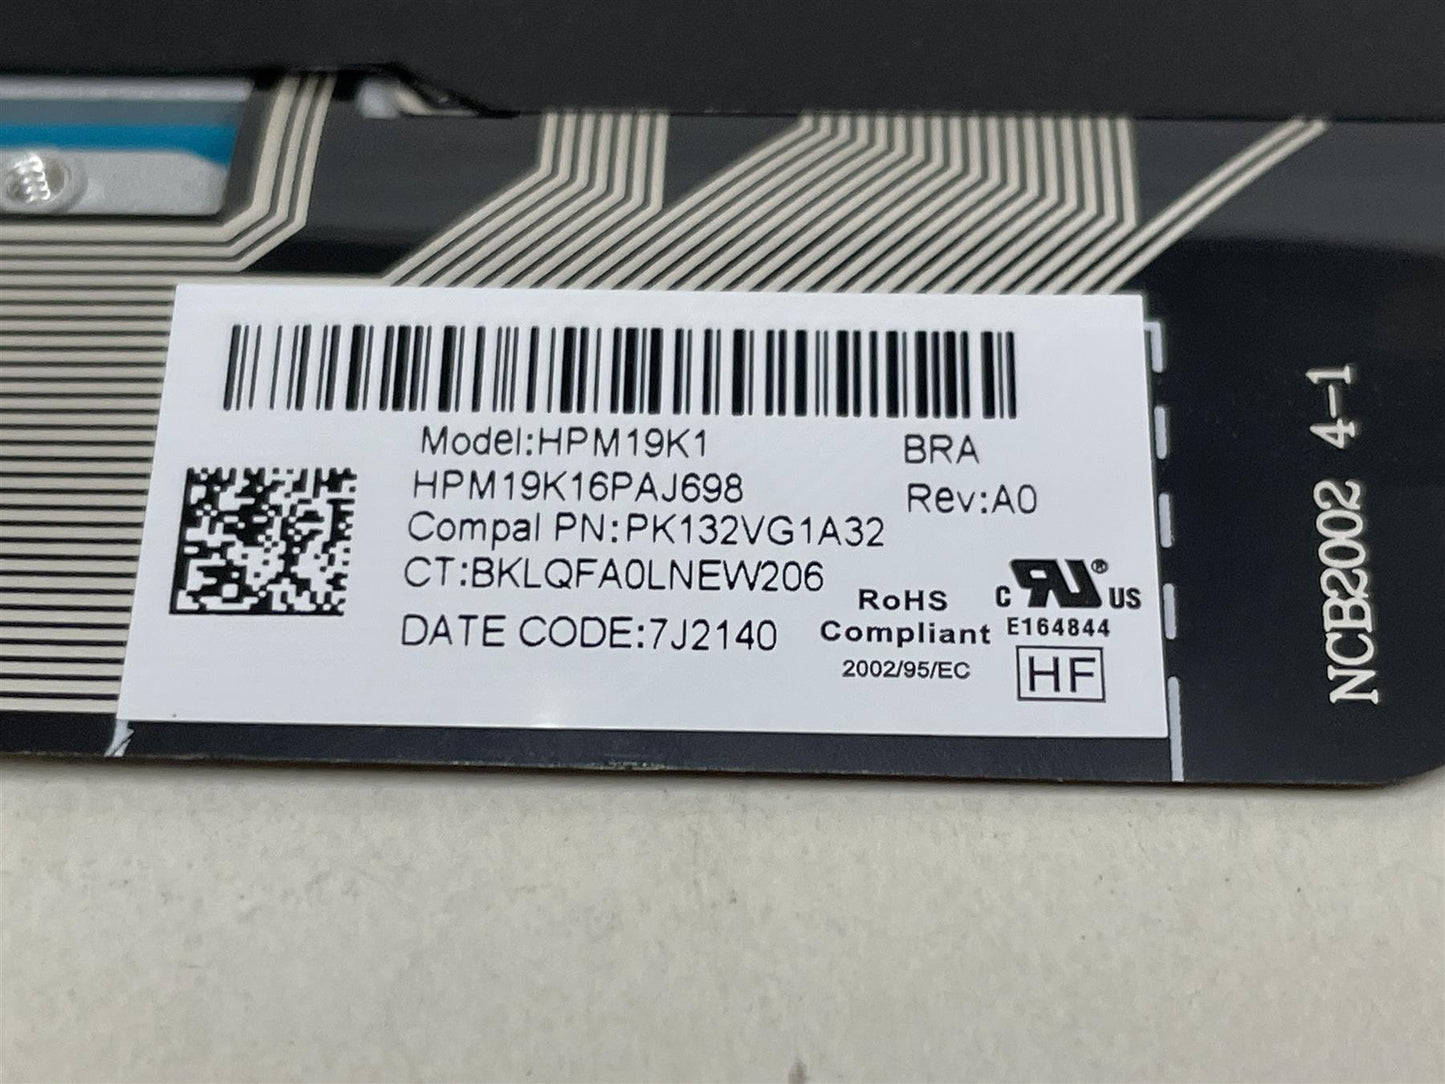 Model:HPM19K1 BRA
HPM19K16PAJ698 Rev:A0
Compal PN:PK132VG1A32
CT:BKLQFA0LNEW206
DATE CODE:7J2140
RoHS
Compliant
2002/95/EC
c RU® US
E164844
HF
NCB2002 4-1